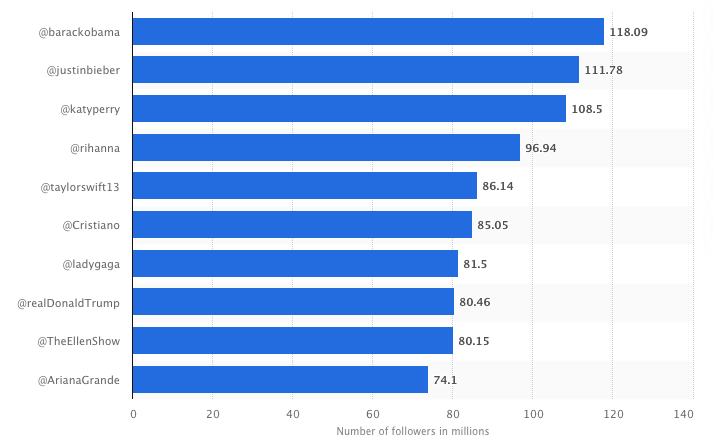 @barackobama 118.09
@justinbieber 111.78
@katyperry 108.5
@rihanna 96.94
@taylorswift13 86.14
@Cristiano 85.05
@ladygaga 81.5
@realDonaldTrump 80.46
@TheEllenShow 80.15
@ArianaGrande 74.1
0 20 40 60 80 100 120 140
Number of followers in millions